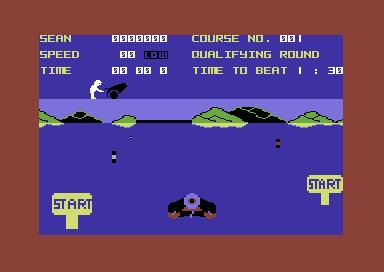 SEAN 0000000 COURSE NO. 001
SPEED 00 LOW QUALIFYING ROUND
TIME 00 00 0 TIME TO BEAT 1 : 30
START
START